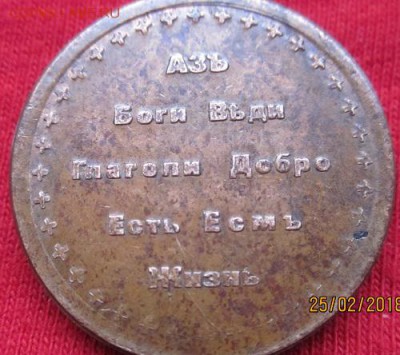 Азъ
Боги Вѣди
Глаголи Добро
Есть Есмъ
Жизнь
25/02/2018